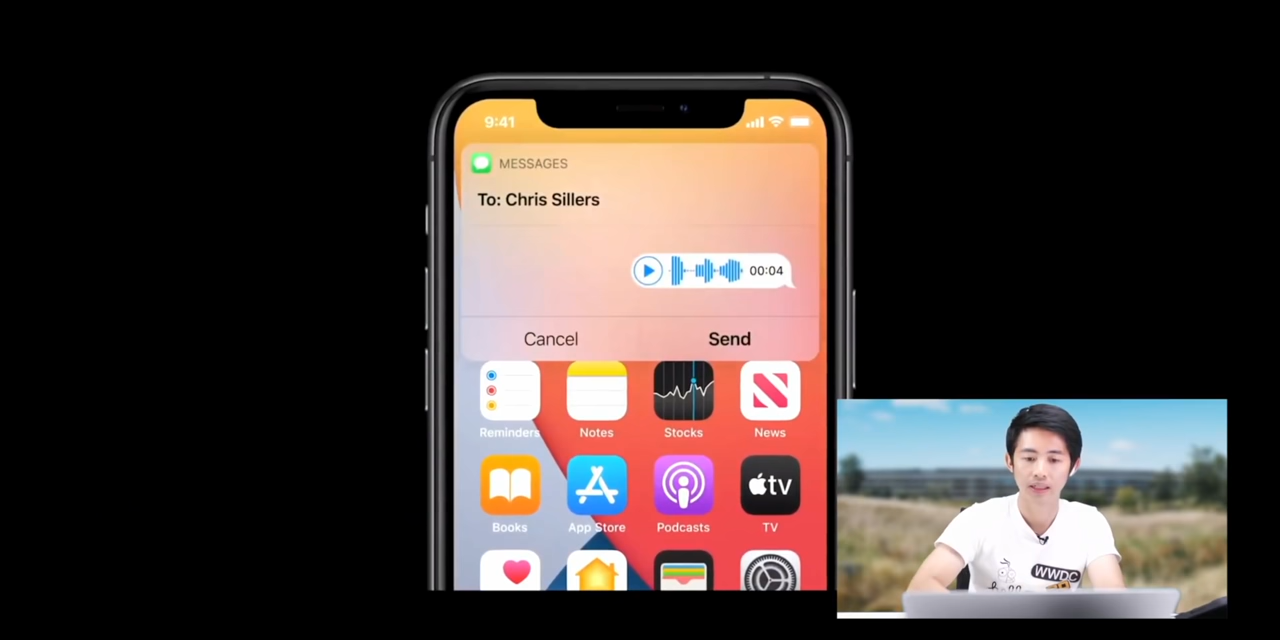 9:41
MESSAGES
To: Chris Sillers
00:04
Cancel
Send
Reminders
Notes
Stocks
News
tv
Books
App Store
Podcasts
TV
WWDC